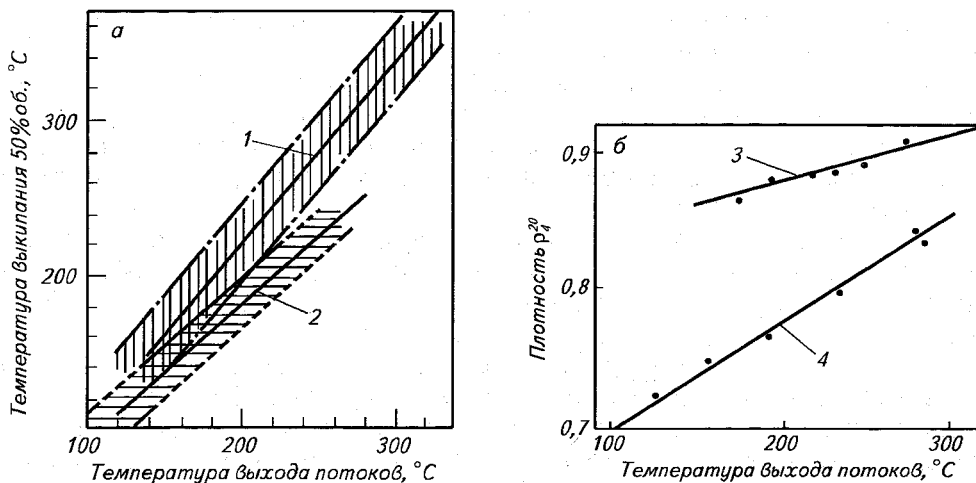 а
Температура выкипания 50% об., °С
300
200
1
2
100
200
300
Температура выхода потоков, °С
б
Плотность ρ₄²⁰
0,9
0,8
0,7
3
4
100
200
300
Температура выхода потоков, °С